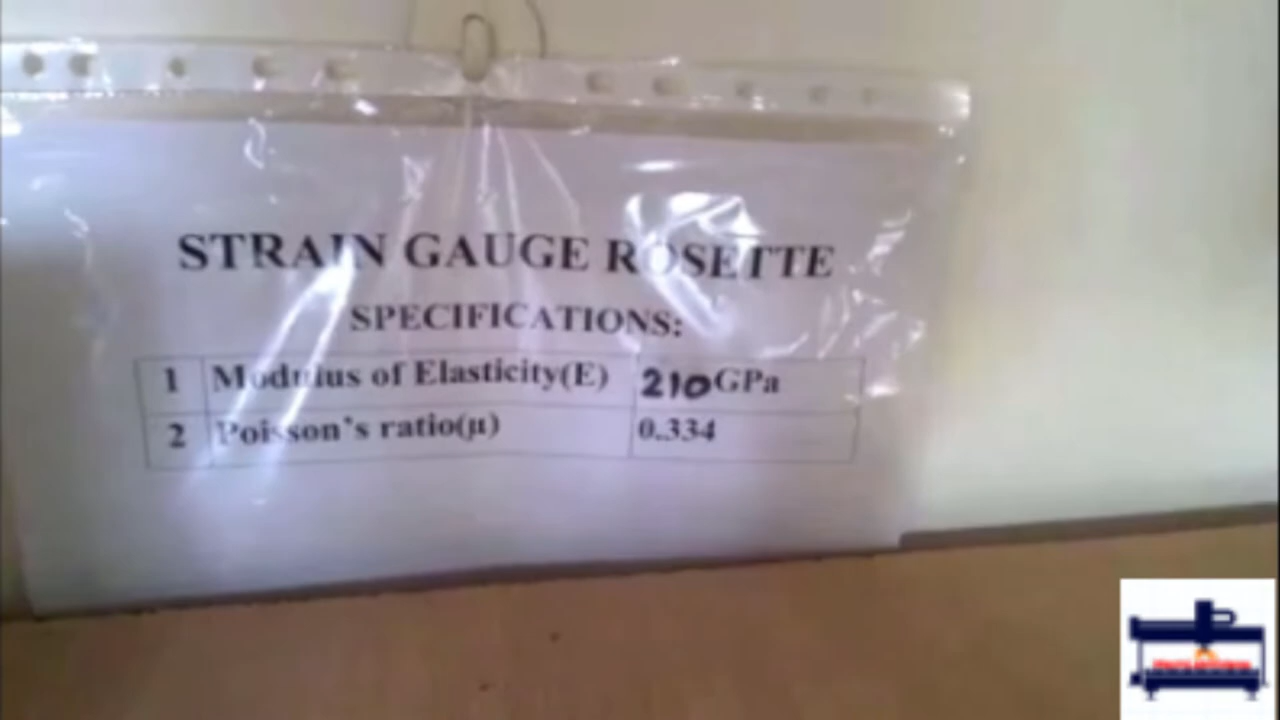 STRAIN GAUGE ROSETTE
SPECIFICATIONS:
1 Modulus of Elasticity(E) 210GPa
2 Poisson's ratio(μ) 0.334